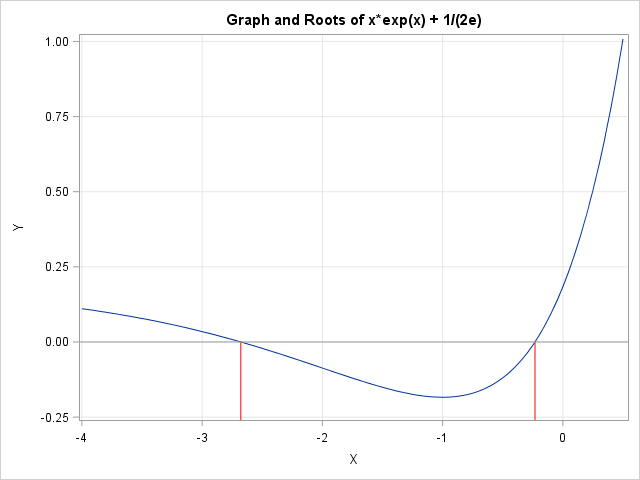 Graph and Roots of x*exp(x) + 1/(2e)
1.00
0.75
0.50
0.25
0.00
-0.25
Y
-4 -3 -2 -1 0
X